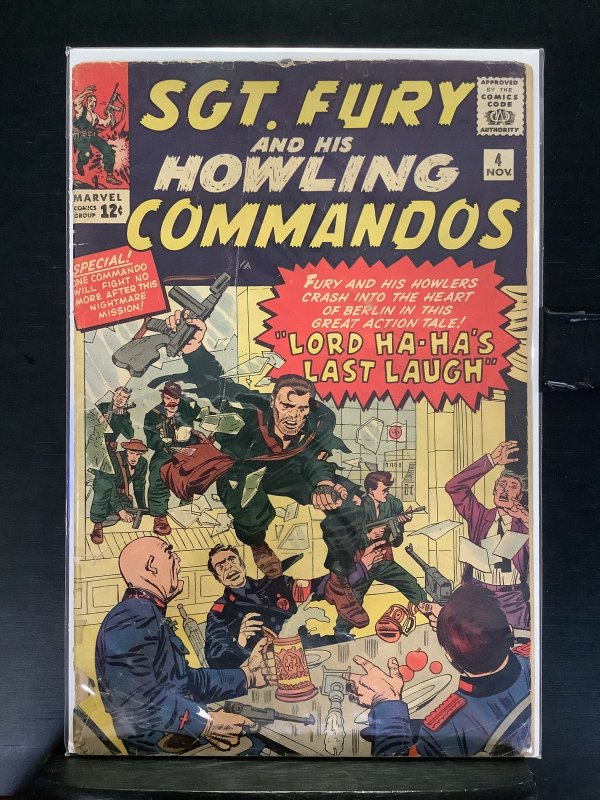 SGT. FURY
AND HIS
HOWLING
COMMANDOS
APPROVED
BY THE
COMICS
CODE
CA
AUTHORITY
4
NOV.
MARVEL
COMICS
GROUP
12¢
SPECIAL!
ONE COMMANDO
WILL FIGHT NO
MORE AFTER THIS
NIGHTMARE
MISSION!
FURY AND HIS HOWLERS
CRASH INTO THE HEART
OF BERLIN IN THIS
GREAT ACTION TALE!
"LORD HA-HA'S
LAST LAUGH"